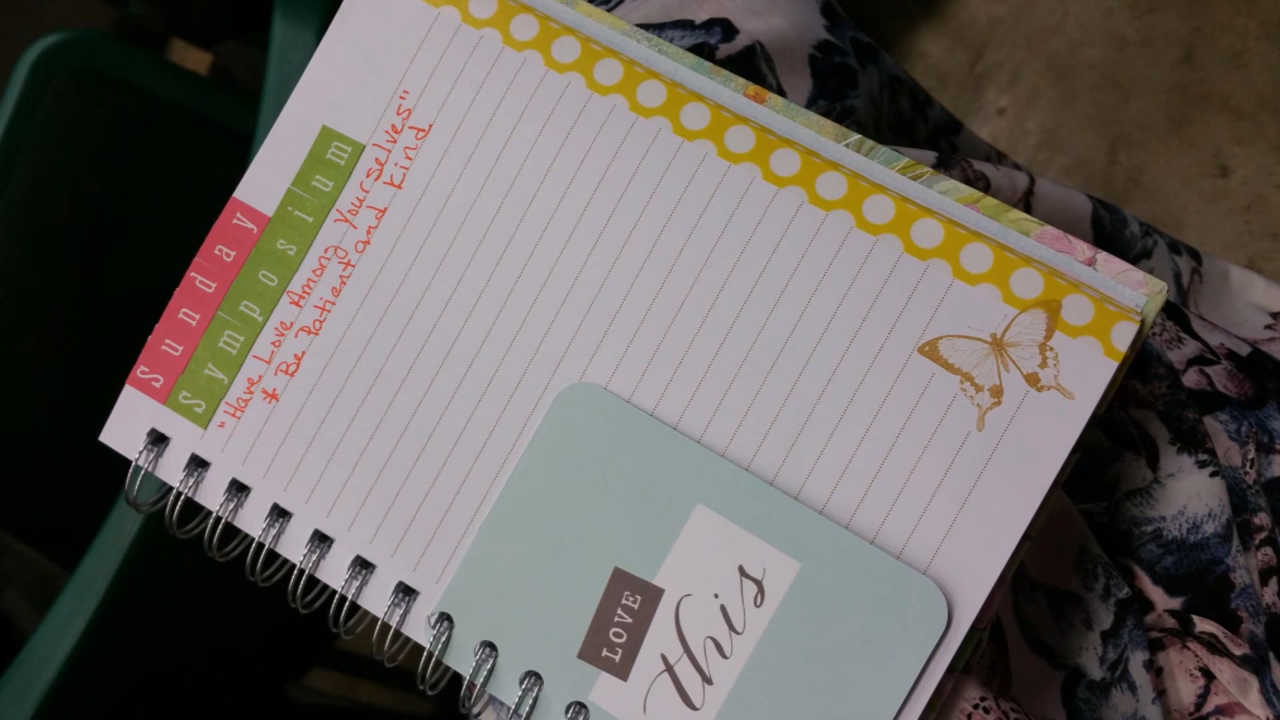 Sunday
Symposium
"Have Love Among Yourselves"
* Be Patient and Kind
LOVE
this